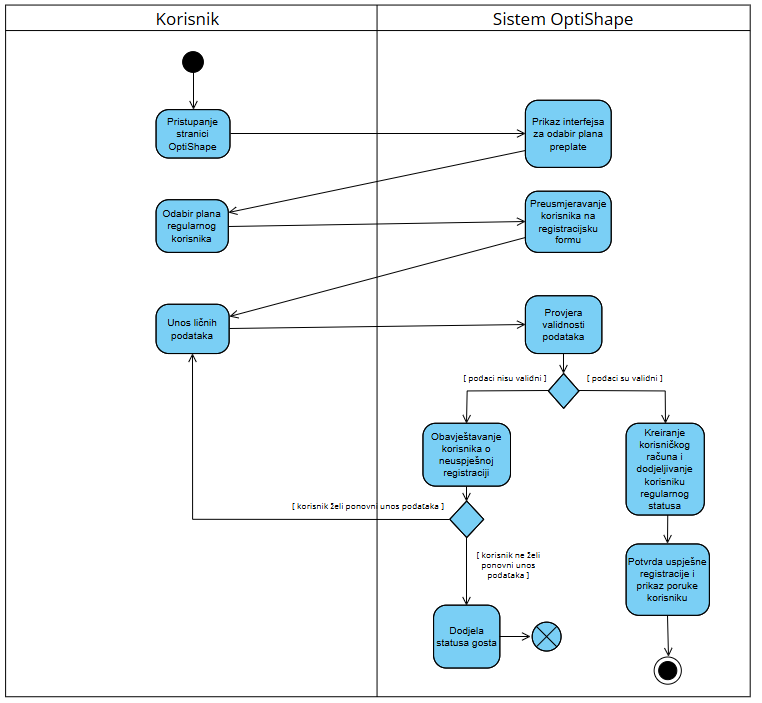 Korisnik
Sistem OptiShape
Pristupanje
stranici
OptiShape
Prikaz interfejsa
za odabir plana
preplate
Odabir plana
regularnog
korisnika
Preusmjeravanje
korisnika na
registracijsku
formu
Unos ličnih
podataka
Provjera
validnosti
podataka
[ podaci nisu validni ]
[ podaci su validni ]
Obavještavanje
korisnika o
neuspješnoj
registraciji
Kreiranje
korisničkog
računa i
dodjeljivanje
korisniku
regularnog
statusa
[ korisnik želi ponovni unos podataka ]
[ korisnik ne želi
ponovni unos
podataka ]
Potvrda uspješne
registracije i
prikaz poruke
korisniku
Dodjela
statusa gosta